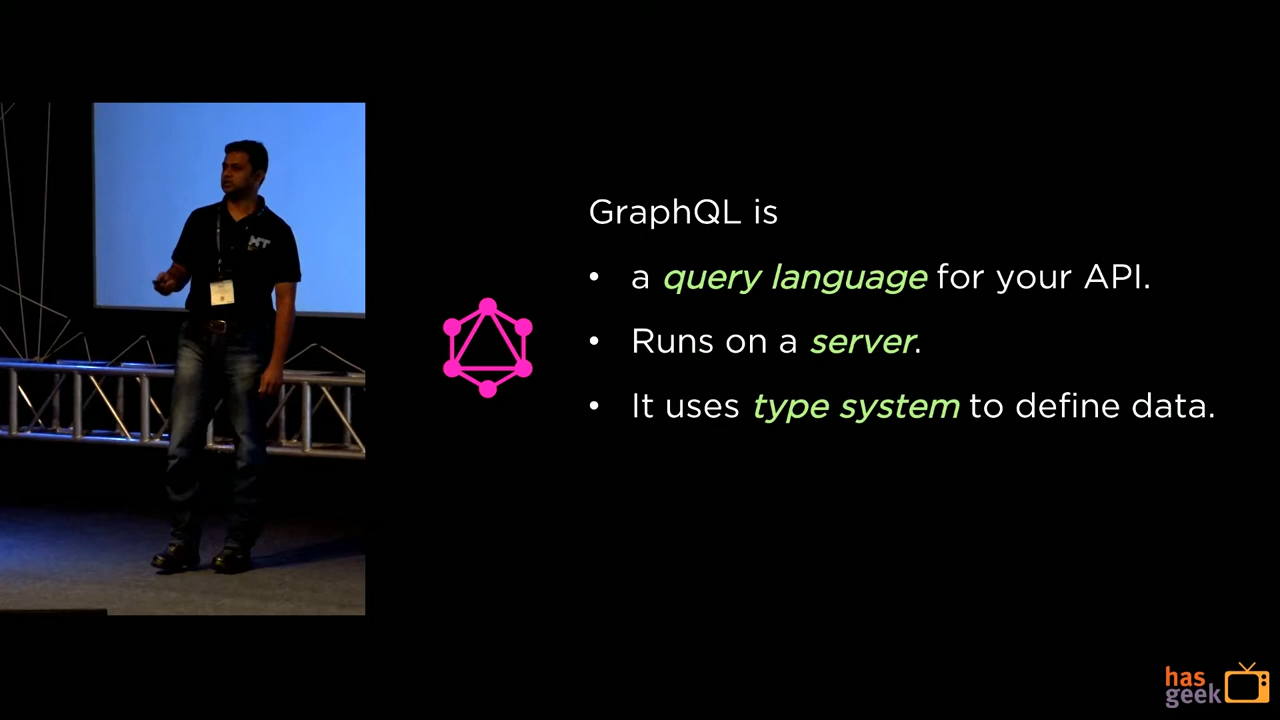 GraphQL is
• a query language for your API.
• Runs on a server.
• It uses type system to define data.
has
geek